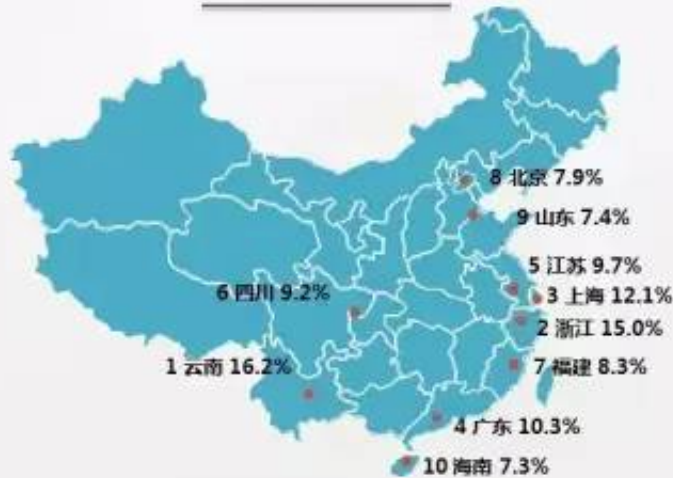 8 北京 7.9%
9 山东 7.4%
5 江苏 9.7%
6 四川 9.2%
3 上海 12.1%
2 浙江 15.0%
1 云南 16.2%
7 福建 8.3%
4 广东 10.3%
10 海南 7.3%